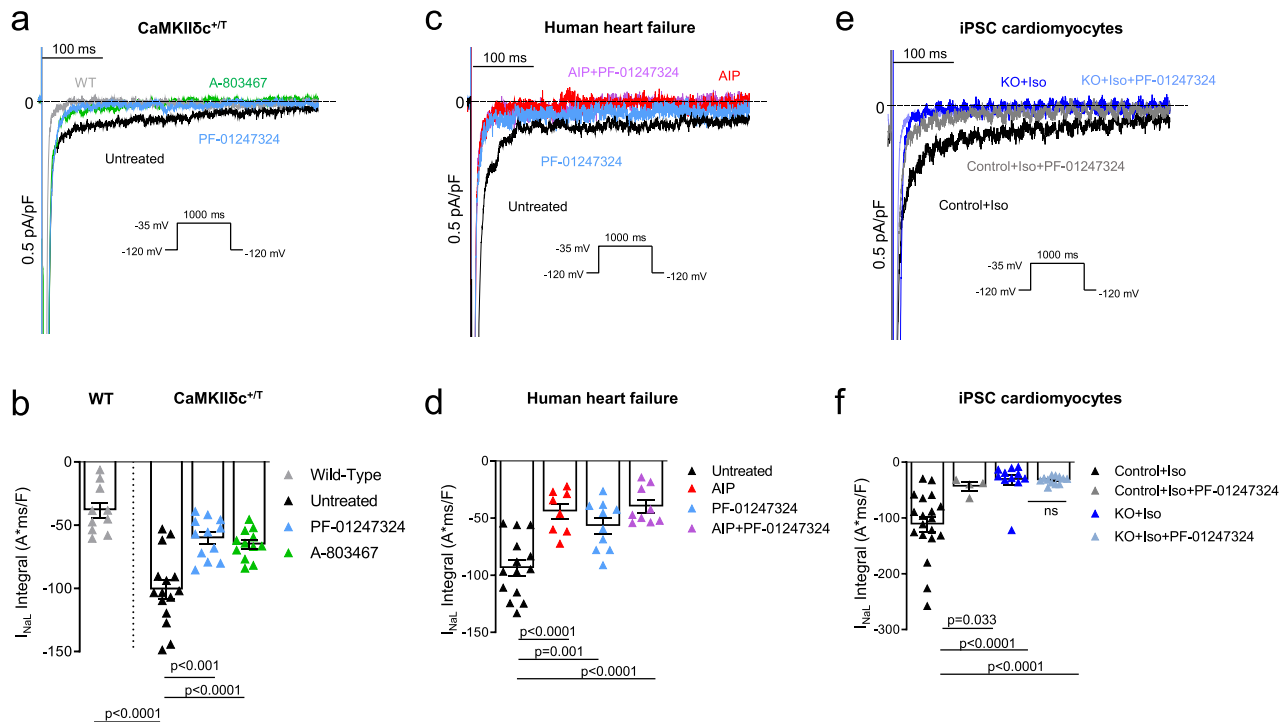 a
CaMKIIδc+/T
100 ms
WT
A-803467
0
PF-01247324
Untreated
0.5 pA/pF
1000 ms
-35 mV
-120 mV
-120 mV
c
Human heart failure
100 ms
AIP+PF-01247324
AIP
0
PF-01247324
Untreated
0.5 pA/pF
1000 ms
-35 mV
-120 mV
-120 mV
e
iPSC cardiomyocytes
100 ms
KO+Iso
KO+Iso+PF-01247324
0
Control+Iso+PF-01247324
Control+Iso
0.5 pA/pF
1000 ms
-35 mV
-120 mV
-120 mV
b
WT
CaMKIIδc+/T
0
-50
-100
-150
INaL Integral (A*ms/F)
Wild-Type
Untreated
PF-01247324
A-803467
p<0.001
p<0.0001
p<0.0001
d
Human heart failure
0
-50
-100
-150
INaL Integral (A*ms/F)
Untreated
AIP
PF-01247324
AIP+PF-01247324
p<0.0001
p=0.001
p<0.0001
f
iPSC cardiomyocytes
0
-100
-200
-300
INaL Integral (A*ms/F)
Control+Iso
Control+Iso+PF-01247324
KO+Iso
KO+Iso+PF-01247324
ns
p=0.033
p<0.0001
p<0.0001